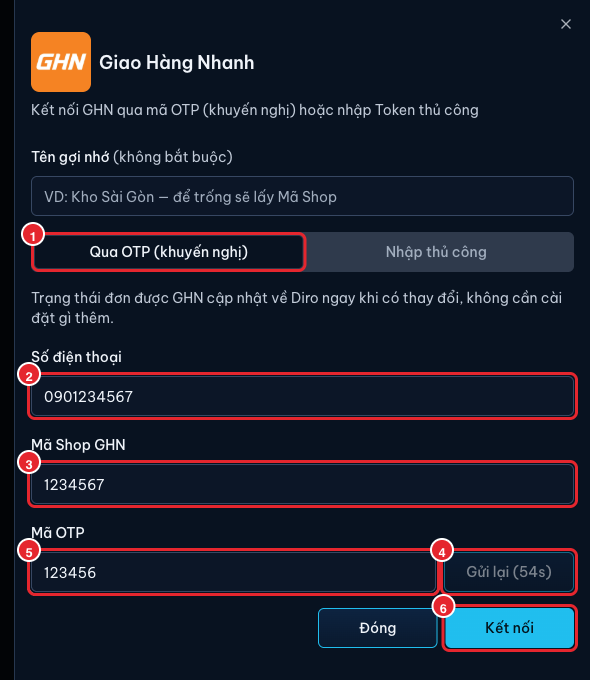 ×
GHN Giao Hàng Nhanh
Kết nối GHN qua mã OTP (khuyến nghị) hoặc nhập Token thủ công
Tên gợi nhớ (không bắt buộc)
VD: Kho Sài Gòn — để trống sẽ lấy Mã Shop
1
Qua OTP (khuyến nghị) Nhập thủ công
Trạng thái đơn được GHN cập nhật về Diro ngay khi có thay đổi, không cần cài
đặt gì thêm.
Số điện thoại
2
0901234567
Mã Shop GHN
3
1234567
Mã OTP
5 4
123456 Gửi lại (54s)
6
Đóng Kết nối